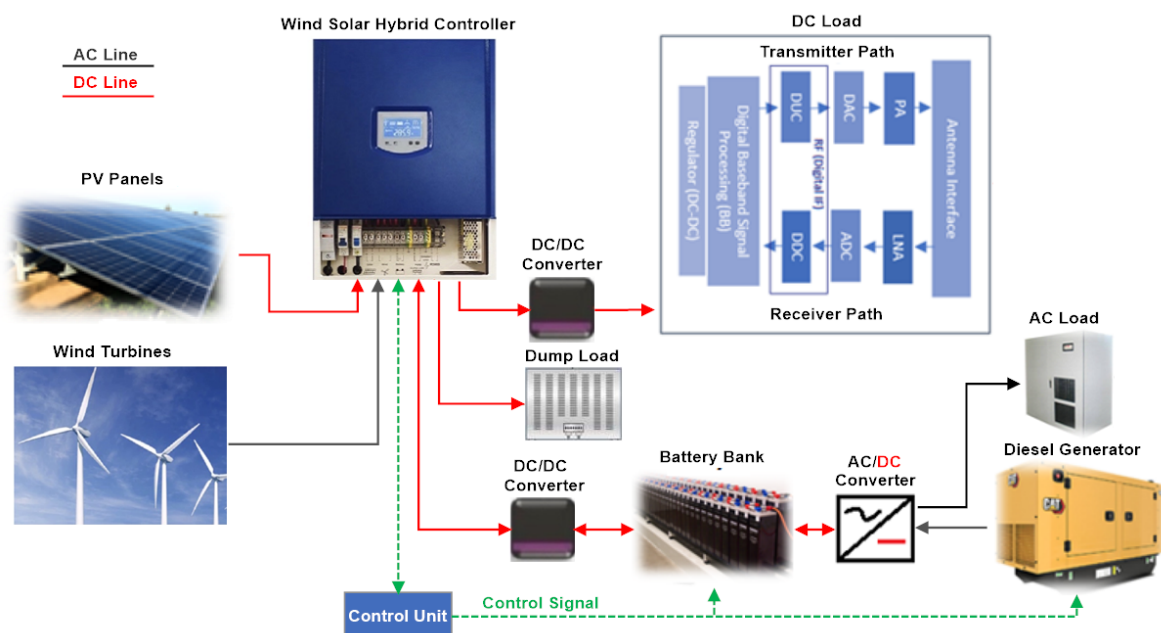 Wind Solar Hybrid Controller
DC Load
AC Line
DC Line
Transmitter Path
Regulator (DC-DC)
Digital Baseband Signal
Processing (BB)
DUC
DAC
PA
RF (Digital IF)
Antenna Interface
DDC
ADC
LNA
Receiver Path
PV Panels
DC/DC
Converter
AC Load
Wind Turbines
Dump Load
DC/DC
Converter
Battery Bank
AC/DC
Converter
Diesel Generator
CAT
Control Signal
Control Unit